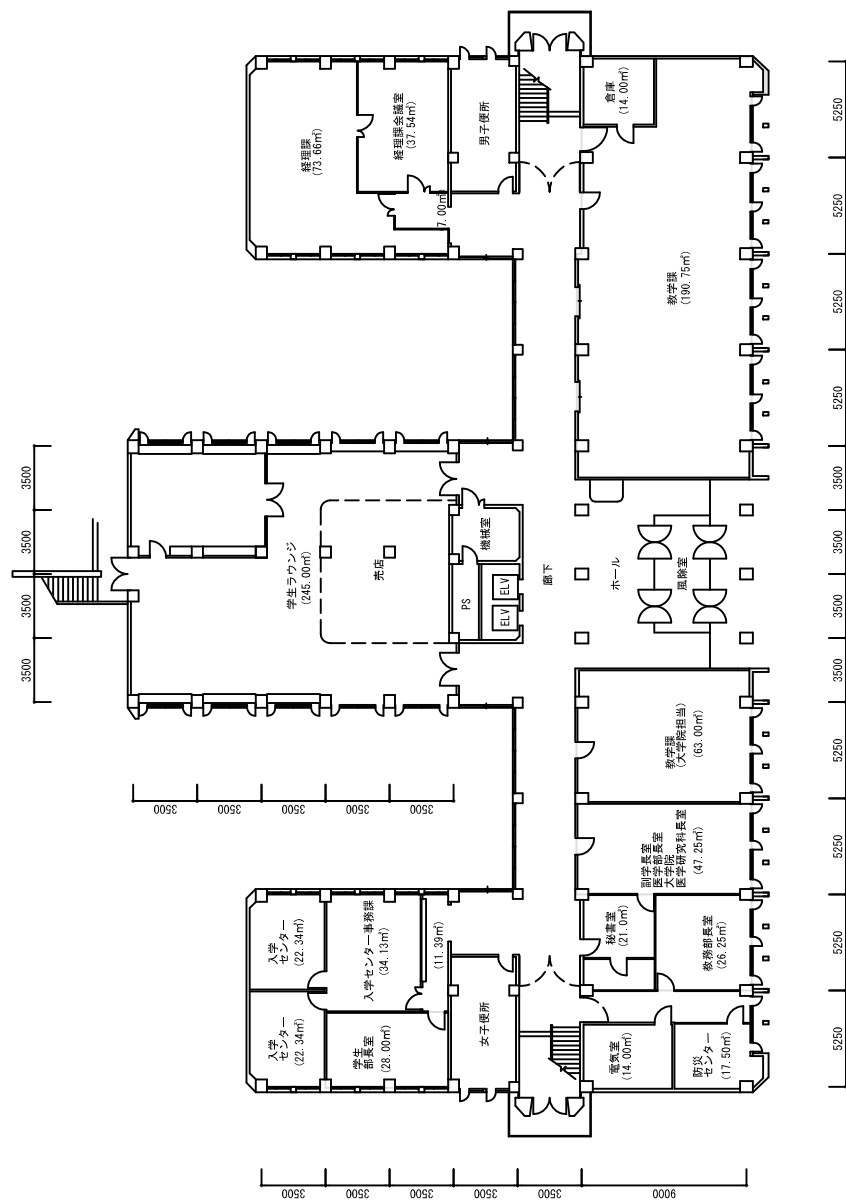 経理課
(73.66㎡)
経理課会議室
(37.54㎡)
7.00㎡)
男子便所
倉庫
(14.00㎡)
教学課
(190.75㎡)
学生ラウンジ
(245.00㎡)
売店
機械室
PS
ELV
ELV
廊下
ホール
風除室
教学課
(大学院担当)
(63.00㎡)
副学長室
医学部長室
大学院
医学研究科長室
(47.25㎡)
秘書室
(21.0㎡)
教務部長室
(26.25㎡)
入学
センター
(22.34㎡)
入学センター事務課
(34.13㎡)
(11.39㎡)
入学
センター
(22.34㎡)
学生
部長室
(28.00㎡)
女子便所
電気室
(14.00㎡)
防災
センター
(17.50㎡)
3500
3500
3500
3500
5250
5250
5250
5250
3500
3500
3500
3500
5250
5250
5250
5250
3500
3500
3500
3500
3500
3500
3500
3500
3500
3500
9000